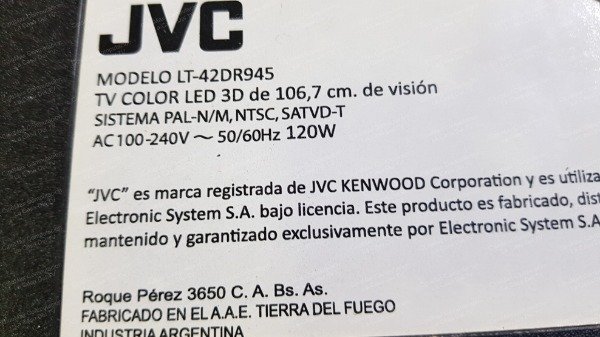 JVC
MODELO LT-42DR945
TV COLOR LED 3D de 106,7 cm. de visión
SISTEMA PAL-N/M, NTSC, SATVD-T
AC 100-240V ~ 50/60Hz 120W
"JVC" es marca registrada de JVC KENWOOD Corporation y es utiliza
Electronic System S.A. bajo licencia. Este producto es fabricado, dist
mantenido y garantizado exclusivamente por Electronic System S.A
Roque Pérez 3650 C. A. Bs. As.
FABRICADO EN EL A.A.E. TIERRA DEL FUEGO
INDUSTRIA ARGENTINA